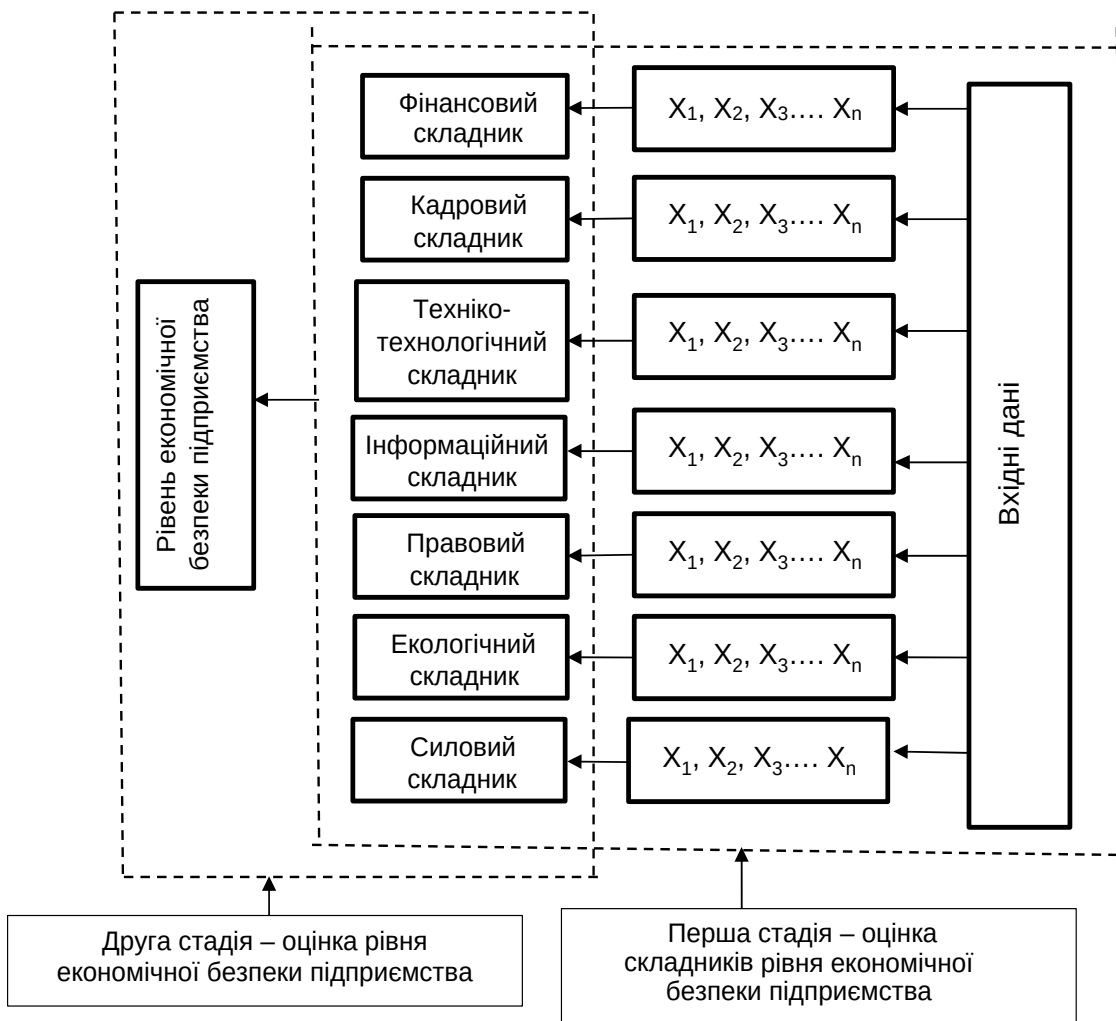 Фінансовий
складник
X₁, X₂, X₃…. Xₙ
Кадровий
складник
X₁, X₂, X₃…. Xₙ
Техніко-
технологічний
складник
X₁, X₂, X₃…. Xₙ
Інформаційний
складник
X₁, X₂, X₃…. Xₙ
Правовий
складник
X₁, X₂, X₃…. Xₙ
Екологічний
складник
X₁, X₂, X₃…. Xₙ
Силовий
складник
X₁, X₂, X₃…. Xₙ
Рівень економічної
безпеки підприємства
Вхідні дані
Друга стадія – оцінка рівня
економічної безпеки підприємства
Перша стадія – оцінка
складників рівня економічної
безпеки підприємства